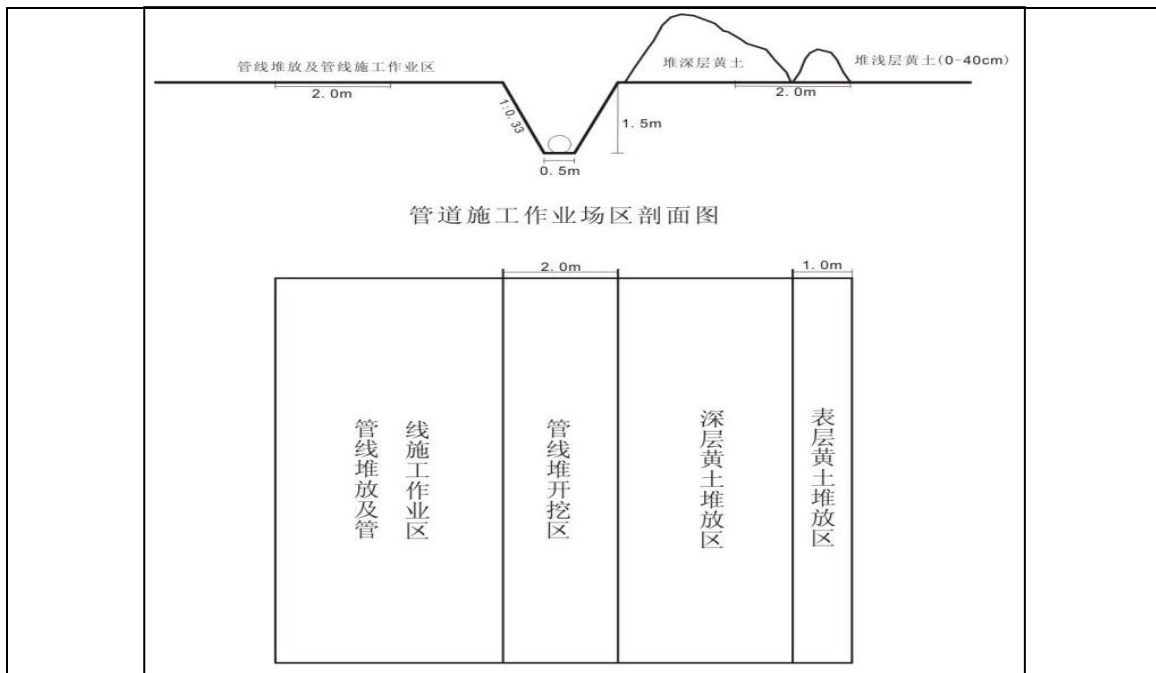 管线堆放及管线施工作业区
堆深层黄土
堆浅层黄土(0-40cm)
2.0m
2.0m
1:0.33
1.5m
0.5m
管道施工作业场区剖面图
2.0m
1.0m
管线堆放及管
线施工作业区
管线堆开挖区
深层黄土堆放区
表层黄土堆放区